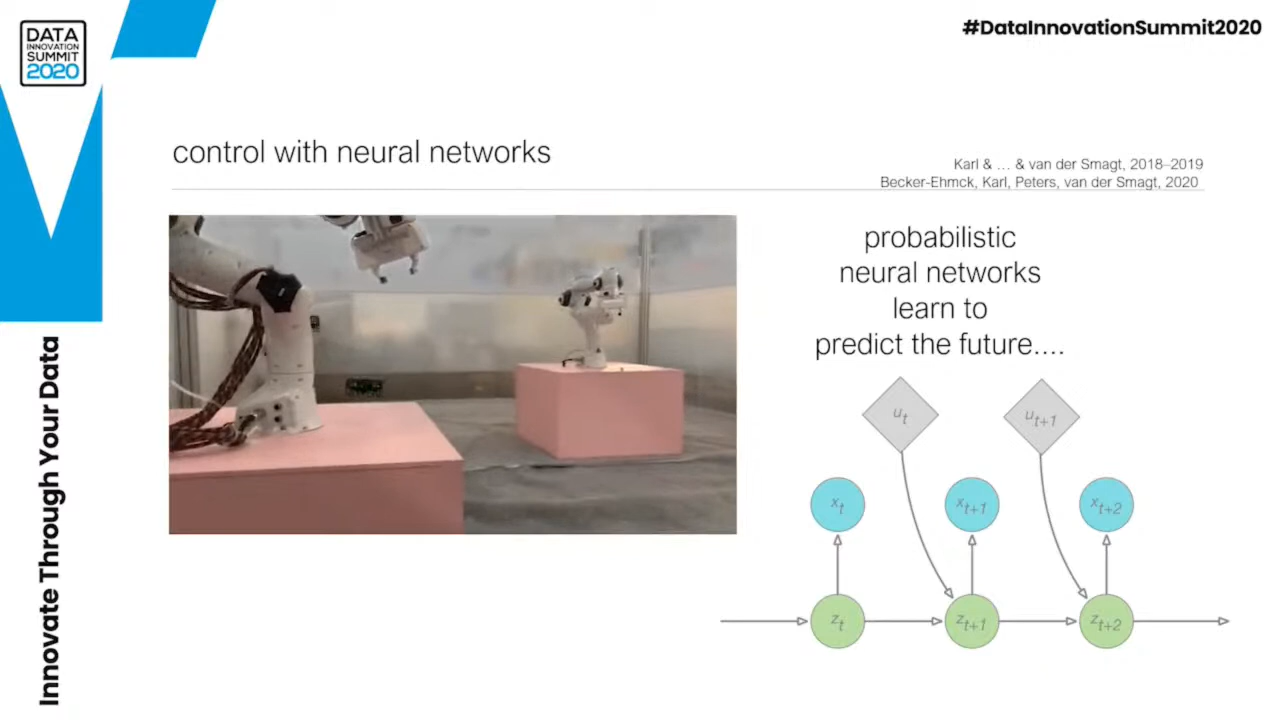 DATA
INNOVATION
SUMMIT
2020
#DataInnovationSummit2020
Innovate Through Your Data
control with neural networks
Karl & ... & van der Smagt, 2018–2019
Becker-Ehmck, Karl, Peters, van der Smagt, 2020
probabilistic
neural networks
learn to
predict the future....
u_t
u_t+1
x_t
x_t+1
x_t+2
z_t
z_t+1
z_t+2